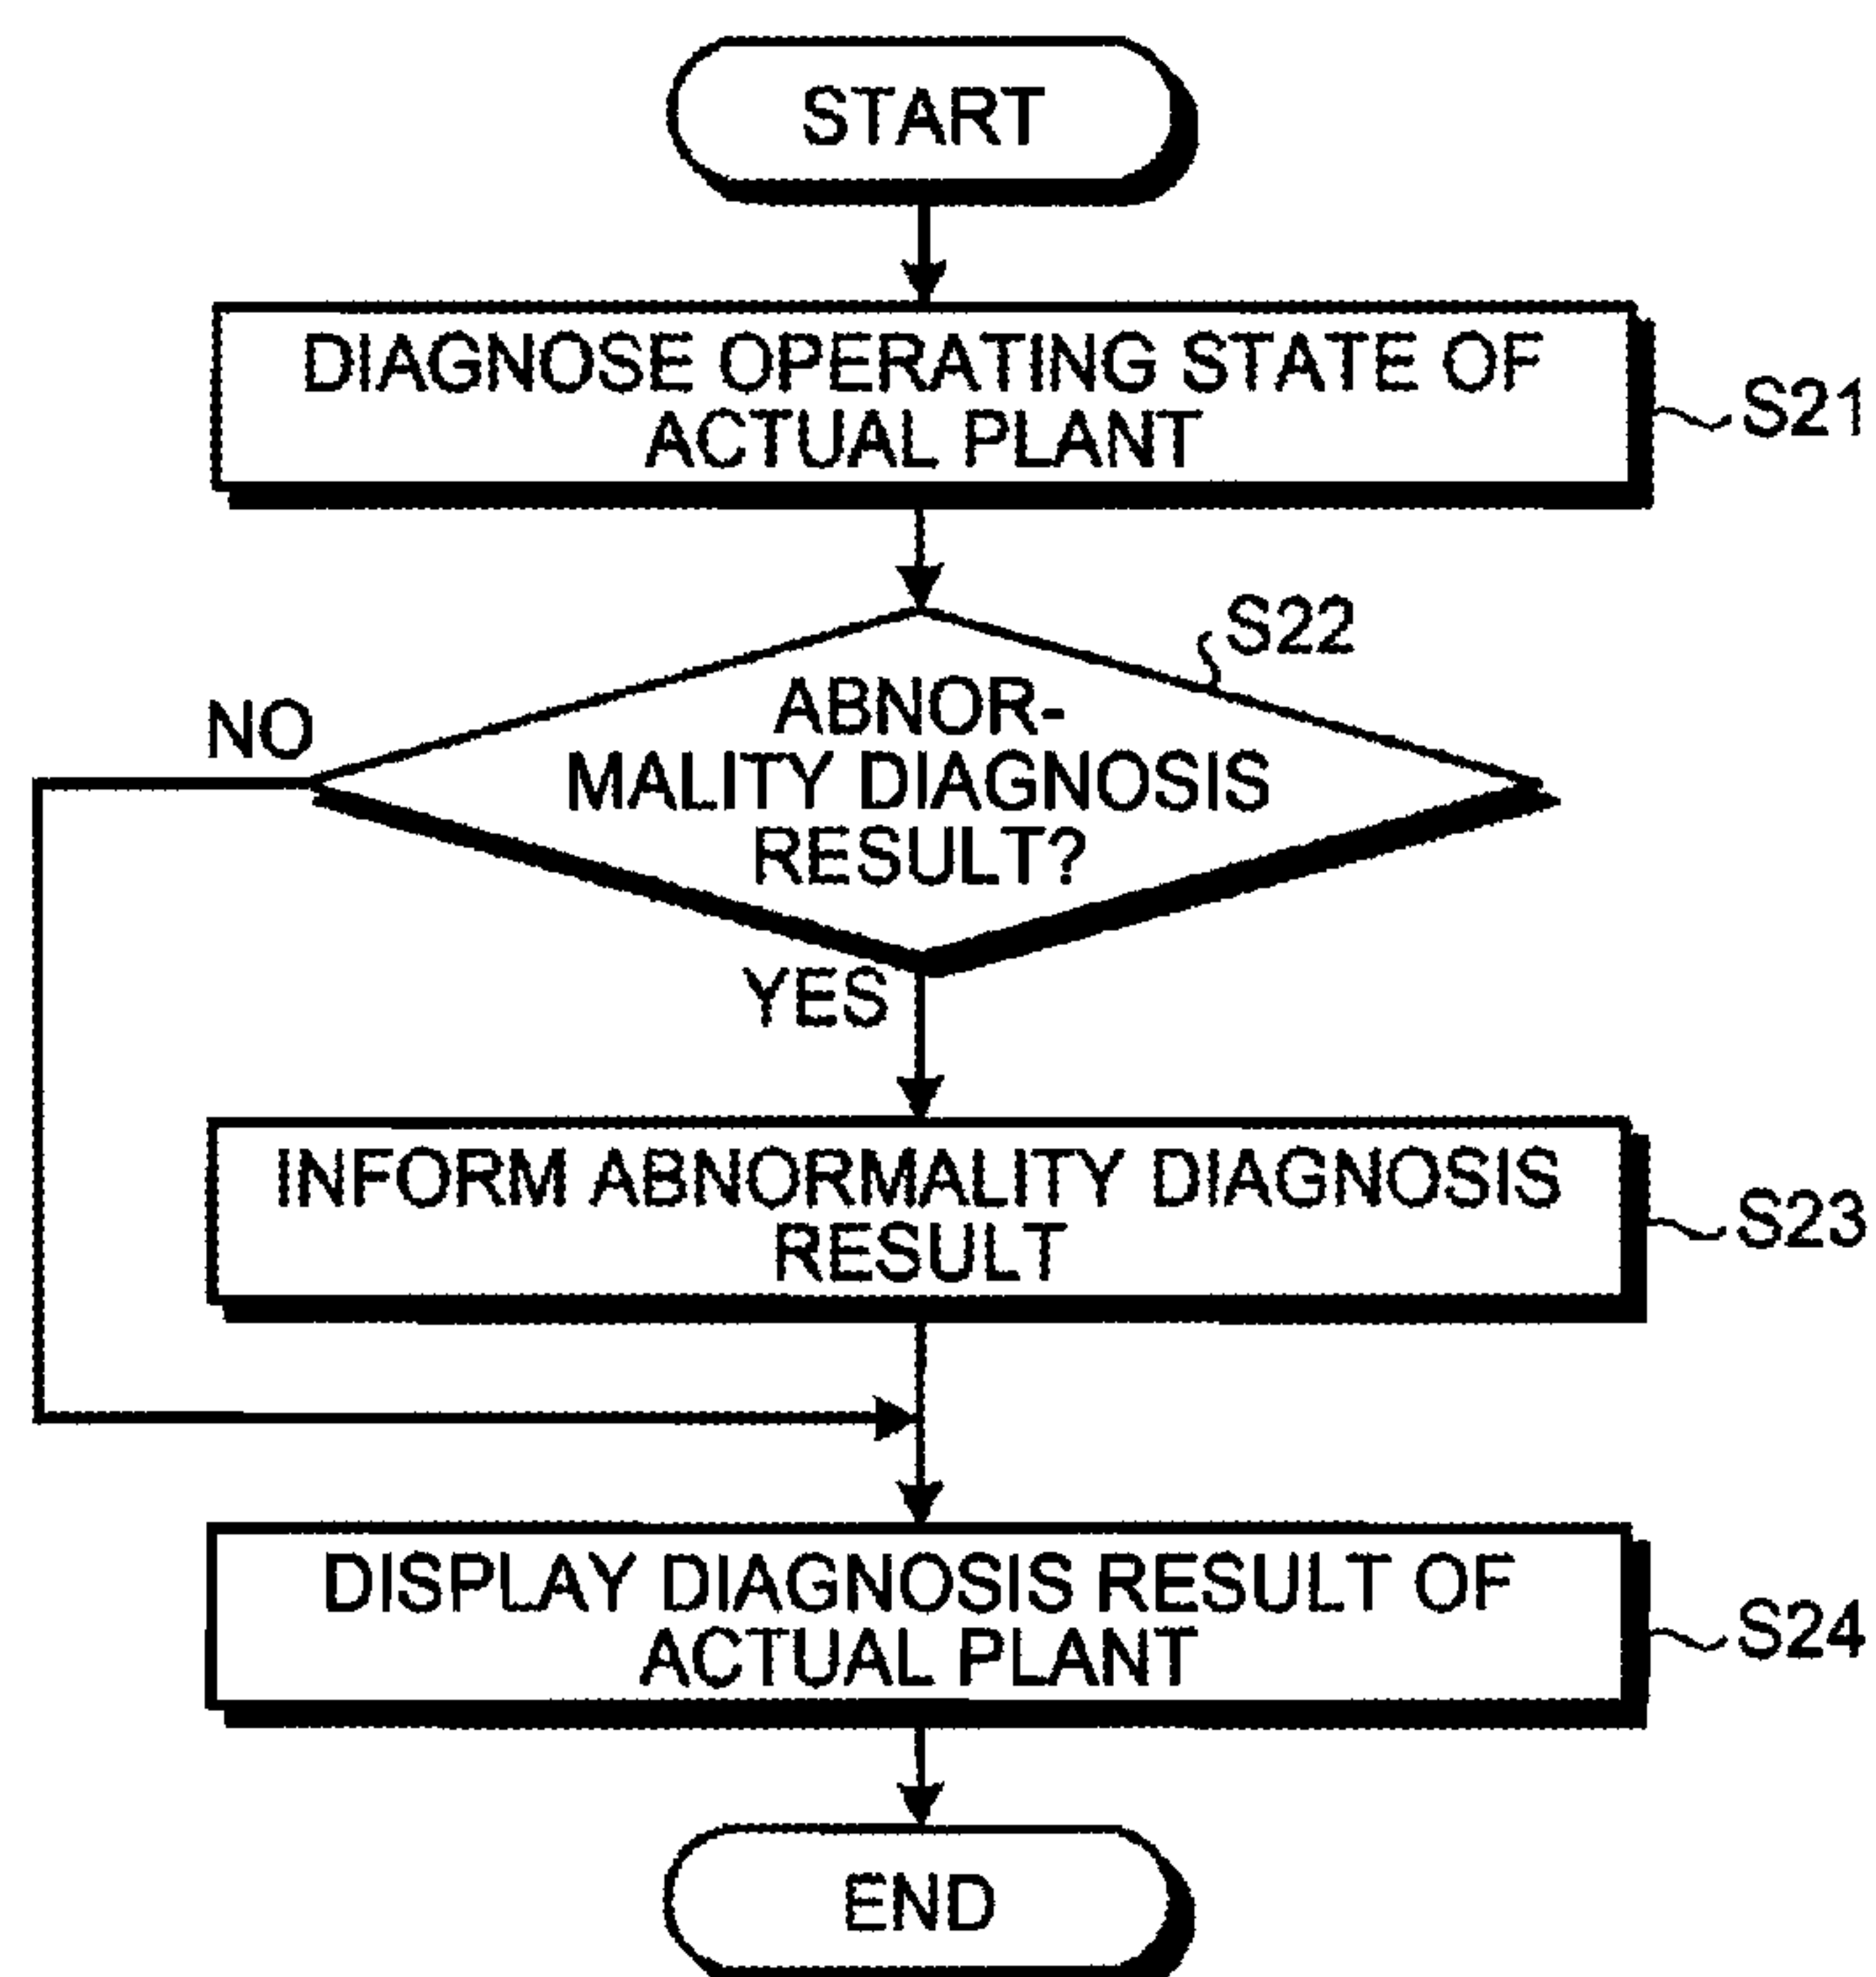 START
DIAGNOSE OPERATING STATE OF
ACTUAL PLANT
S21
S22
ABNOR-
MALITY DIAGNOSIS
RESULT?
NO
YES
INFORM ABNORMALITY DIAGNOSIS
RESULT
S23
DISPLAY DIAGNOSIS RESULT OF
ACTUAL PLANT
S24
END